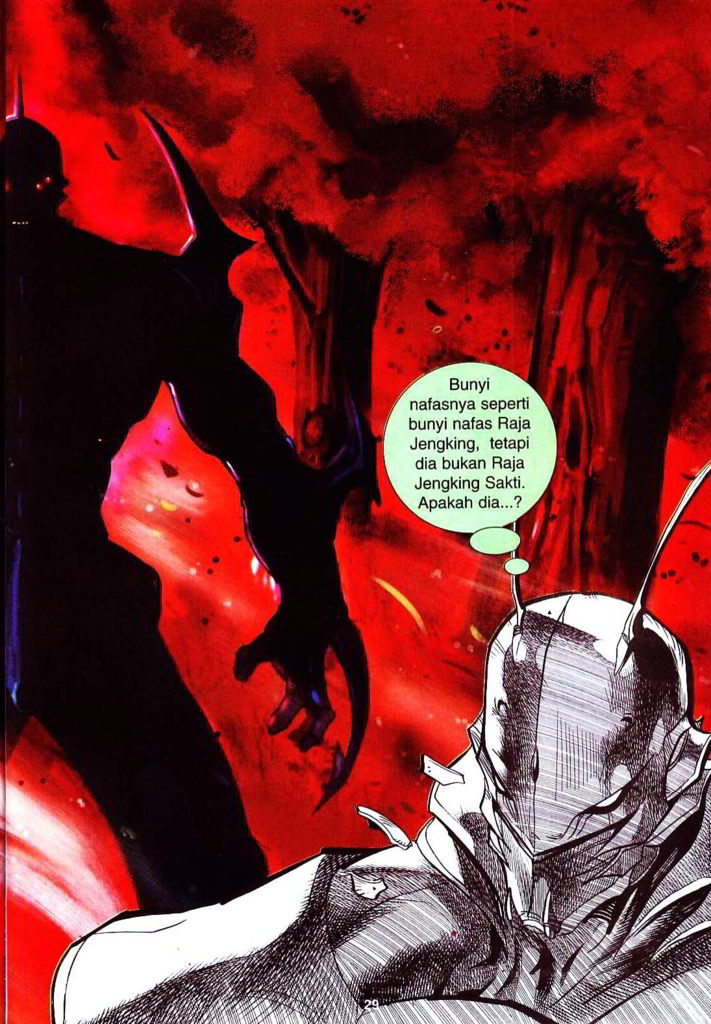 Bunyi
nafasnya seperti
bunyi nafas Raja
Jengking, tetapi
dia bukan Raja
Jengking Sakti.
Apakah dia...?
29